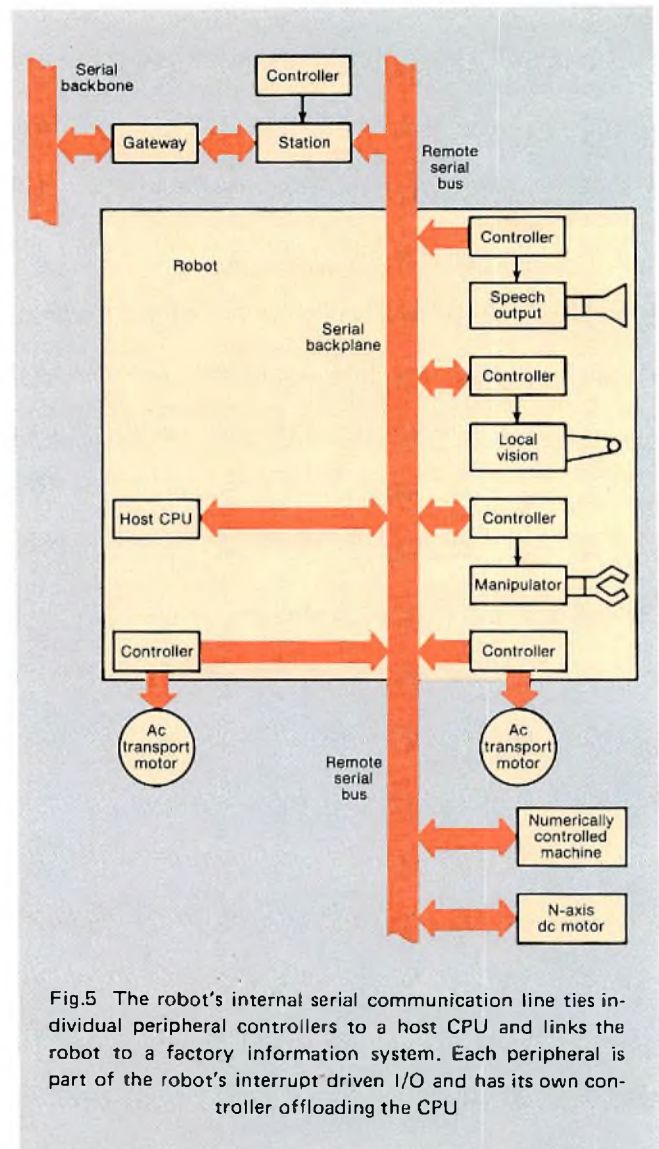 Serial
backbone
Controller
Gateway
Station
Remote
serial
bus
Robot
Controller
Speech
output
Serial
backplane
Controller
Local
vision
Host CPU
Controller
Manipulator
Controller
Controller
Ac
transport
motor
Ac
transport
motor
Remote
serial
bus
Numerically
controlled
machine
N-axis
dc motor
Fig.5 The robot's internal serial communication line ties in-
dividual peripheral controllers to a host CPU and links the
robot to a factory information system. Each peripheral is
part of the robot's interrupt driven I/O and has its own con-
troller offloading the CPU